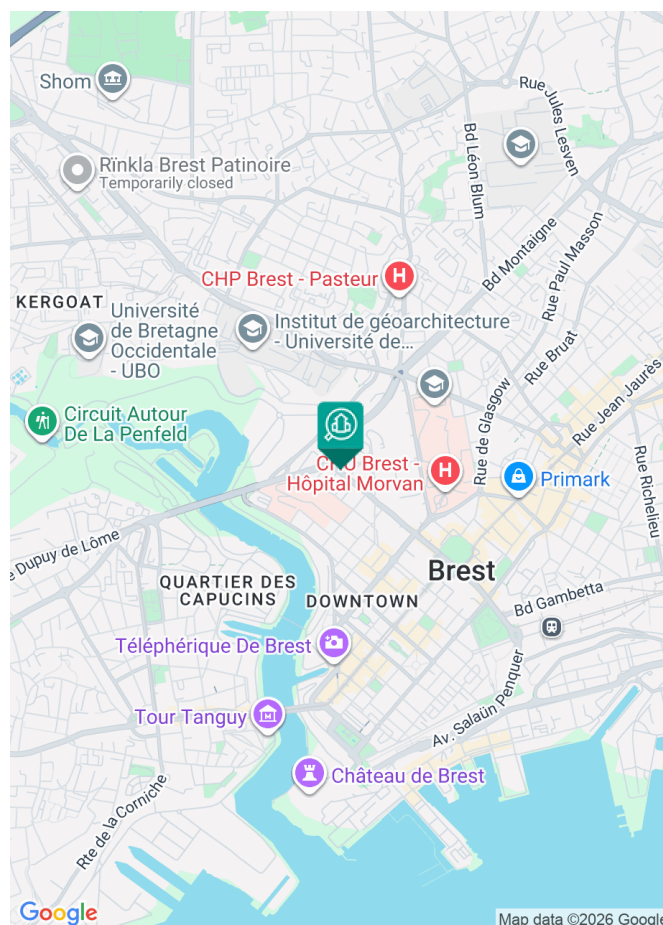 Shom
Rue Jules Lesven
Bd Léon Blum
Rïnkla Brest Patinoire
Temporarily closed
Bd Montaigne
Rue Paul Masson
CHP Brest - Pasteur
H
KERGOAT
Université
de Bretagne
Occidentale
- UBO
Institut de géoarchitecture
- Université de...
Rue Bruat
Rue Jean Jaurès
Rue de Glasgow
Circuit Autour
De La Penfeld
CHU Brest -
Hôpital Morvan
H
Primark
Rue Richelieu
e Dupuy de Lôme
Brest
QUARTIER DES
CAPUCINS
DOWNTOWN
Bd Gambetta
Téléphérique De Brest
Av. Salaün Penquer
Tour Tanguy
Château de Brest
Rte de la Corniche
Google
Map data ©2026 Google